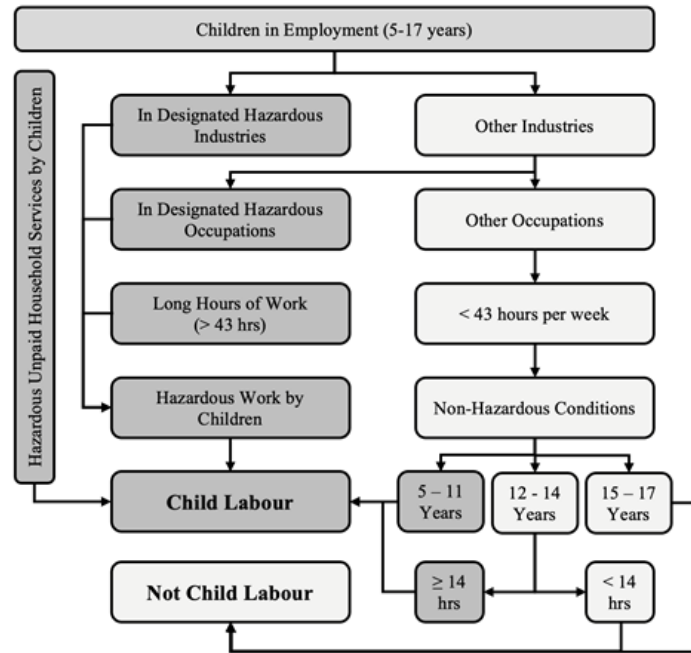 Children in Employment (5-17 years)
Hazardous Unpaid Household Services by Children
In Designated Hazardous
Industries
Other Industries
In Designated Hazardous
Occupations
Other Occupations
Long Hours of Work
(> 43 hrs)
< 43 hours per week
Hazardous Work by
Children
Non-Hazardous Conditions
Child Labour
5 – 11
Years
12 - 14
Years
15 – 17
Years
Not Child Labour
≥ 14
hrs
< 14
hrs